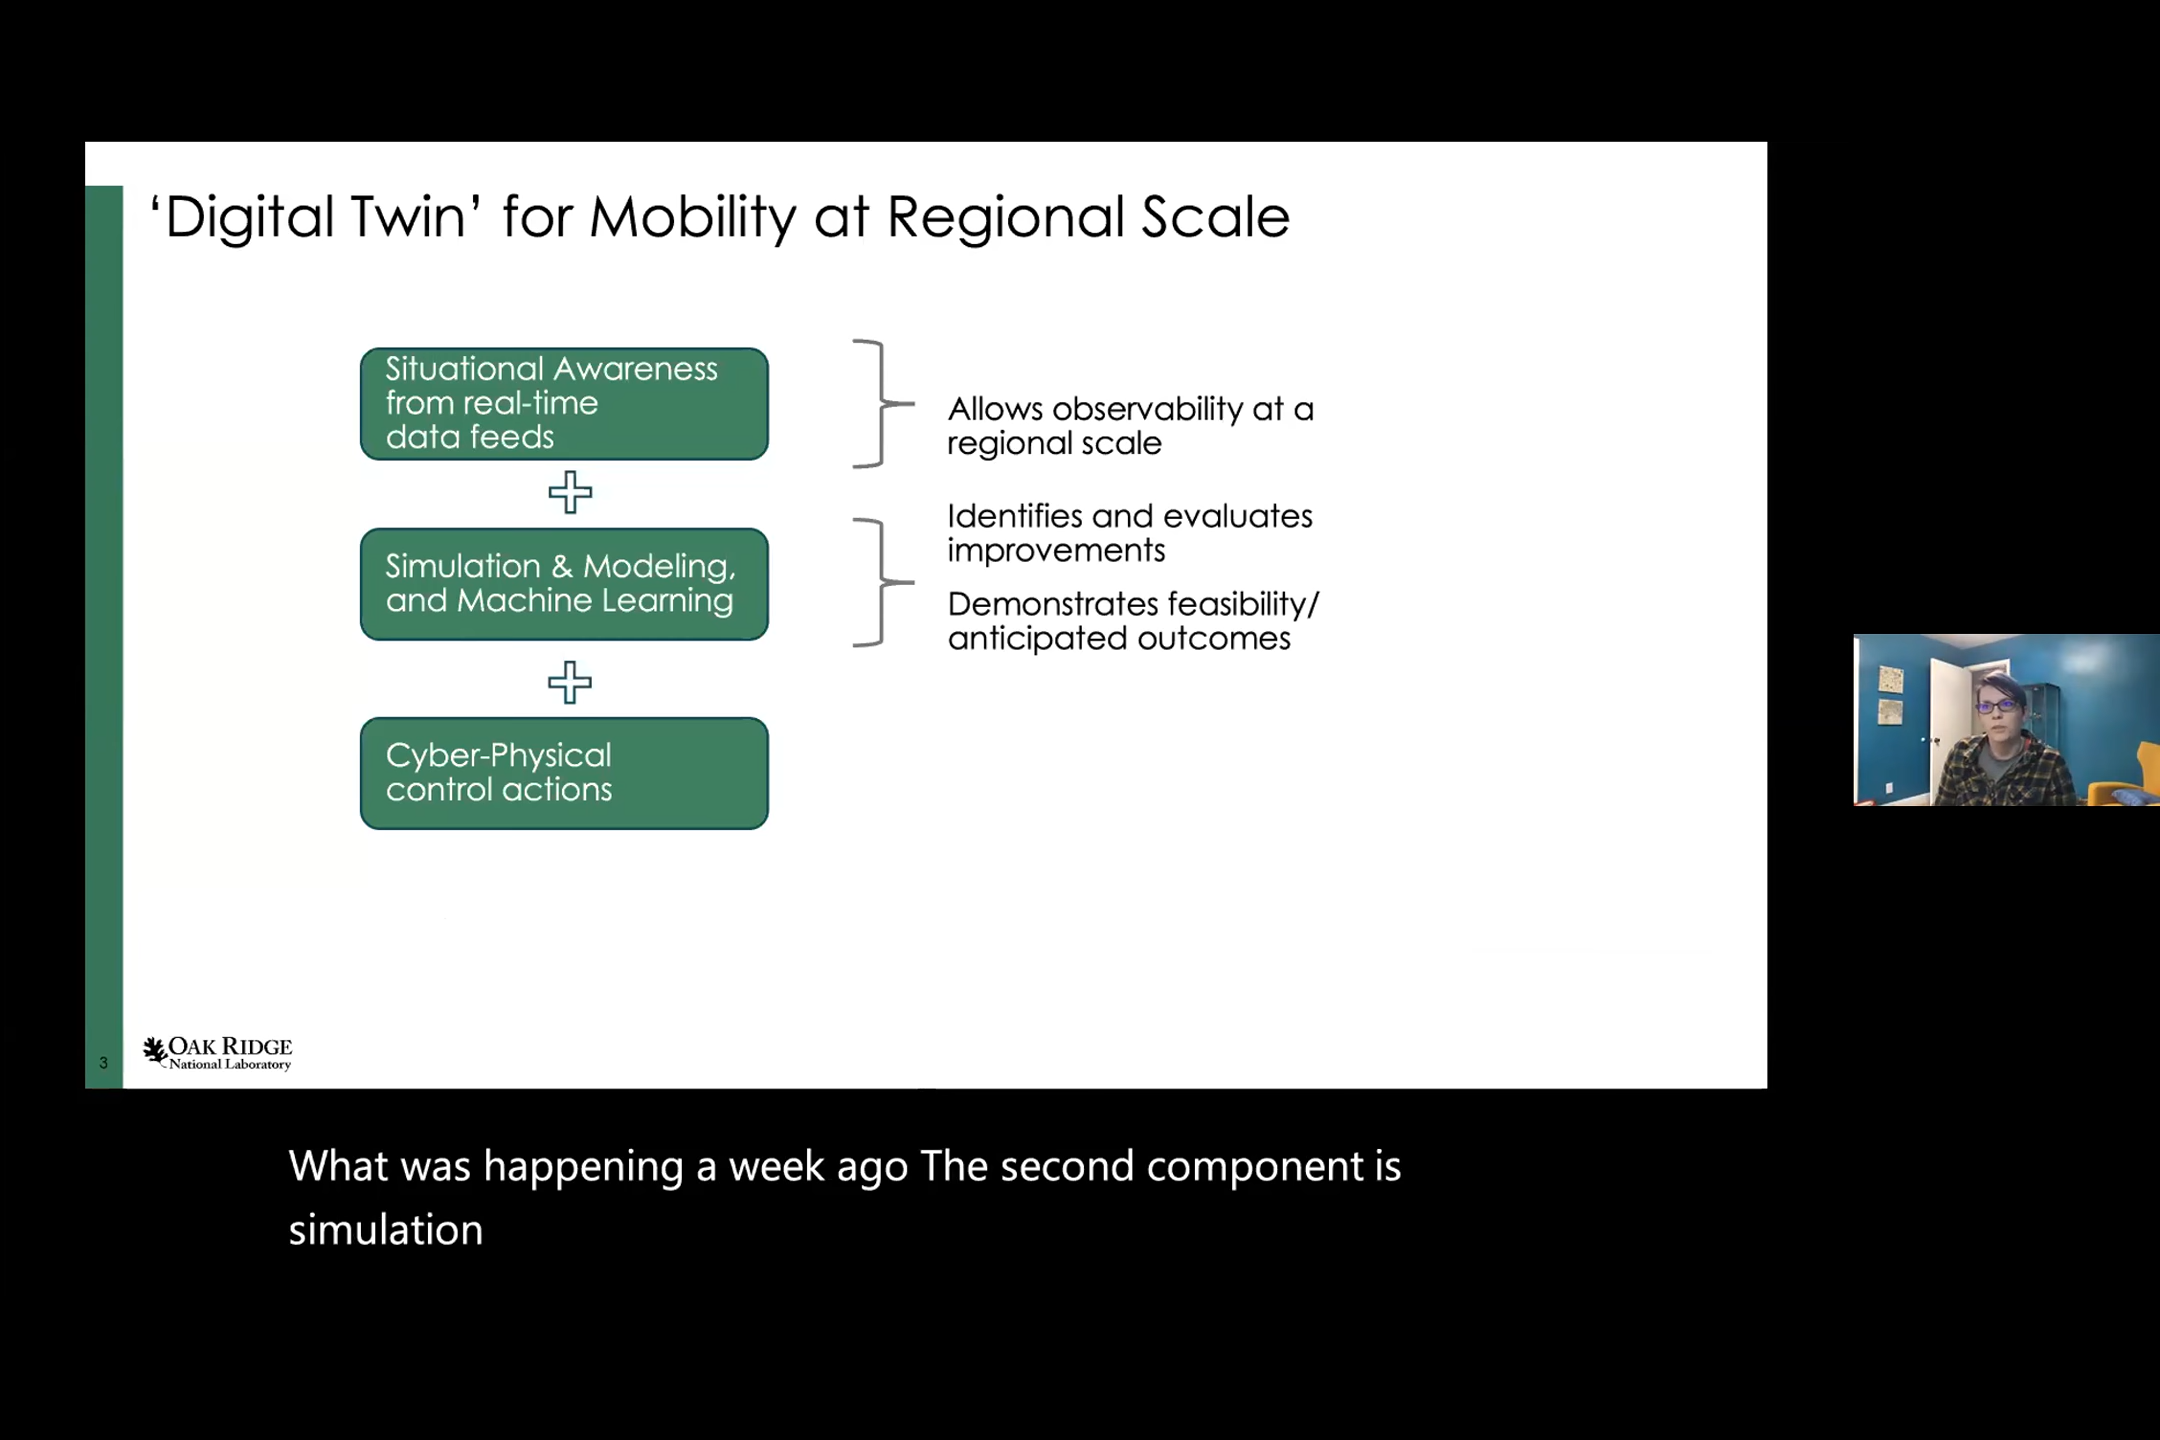 ‘Digital Twin’ for Mobility at Regional Scale
Situational Awareness
from real-time
data feeds
Allows observability at a
regional scale
Simulation & Modeling,
and Machine Learning
Identifies and evaluates
improvements
Demonstrates feasibility/
anticipated outcomes
Cyber-Physical
control actions
3
OAK RIDGE
National Laboratory
What was happening a week ago The second component is
simulation